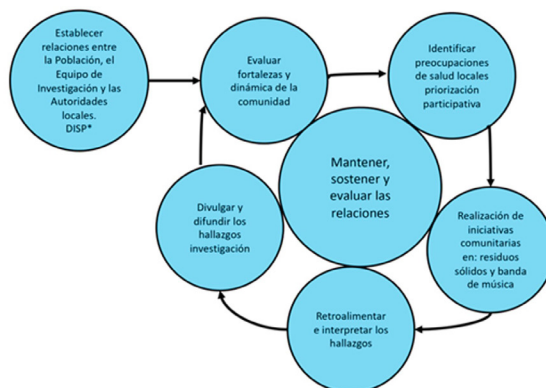 Establecer
relaciones entre
la Población, el
Equipo de
Investigación y las
Autoridades
locales.
DISP*
Evaluar
fortalezas y
dinámica de la
comunidad
Identificar
preocupaciones
de salud locales
priorización
participativa
Mantener,
sostener y
evaluar las
relaciones
Realización de
iniciativas
comunitarias
en: residuos
sólidos y banda
de música
Retroalimentar
e interpretar los
hallazgos
Divulgar y
difundir los
hallazgos
investigación